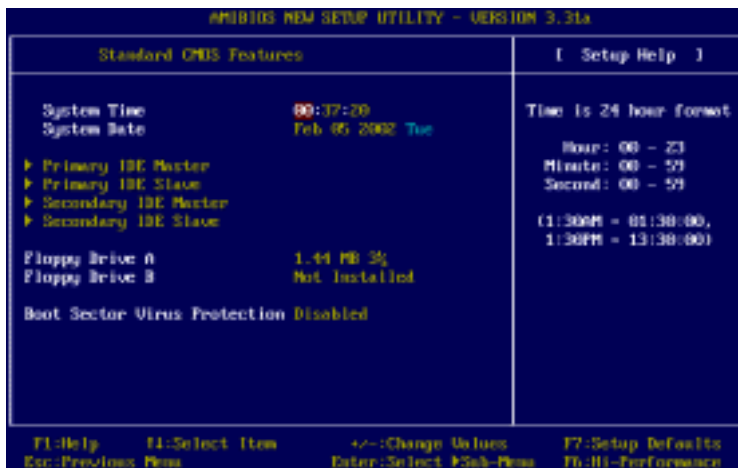 AMIBIOS NEW SETUP UTILITY - VERSION 3.31a
Standard CMOS Features
[ Setup Help ]
System Time 00:37:20
System Date Feb 05 2002 Tue
▶ Primary IDE Master
▶ Primary IDE Slave
▶ Secondary IDE Master
▶ Secondary IDE Slave
Floppy Drive A 1.44 MB 3½
Floppy Drive B Not Installed
Boot Sector Virus Protection Disabled
Time is 24 hour format
Hour: 00 - 23
Minute: 00 - 59
Second: 00 - 59
(1:30AM = 01:30:00,
1:30PM = 13:30:00)
F1:Help ↑↓:Select Item +/-:Change Values F7:Setup Defaults
Esc:Previous Menu Enter:Select ▶Sub-Menu F6:Hi-Performance